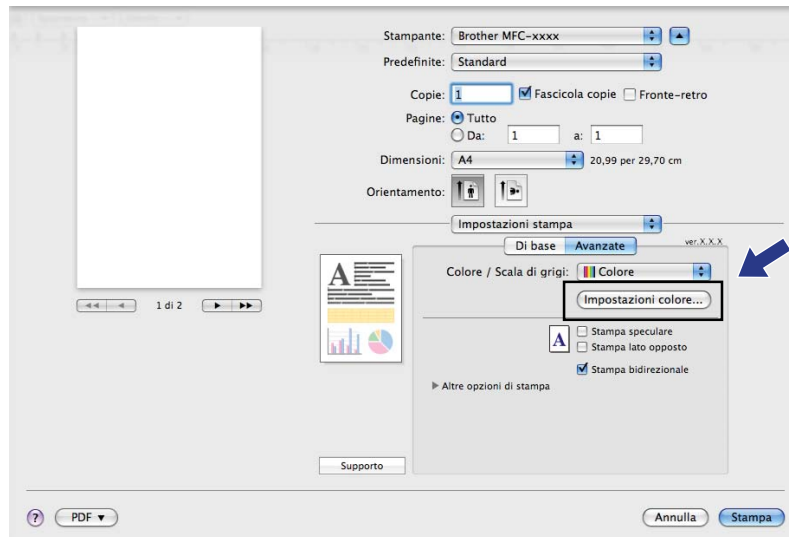 Stampante: Brother MFC-xxxx
Predefinite: Standard
Copie: 1 Fascicola copie Fronte-retro
Pagine: Tutto
Da: 1 a: 1
Dimensioni: A4 20,99 per 29,70 cm
Orientamento:
Impostazioni stampa
Di base Avanzate ver.X.X.X
Colore / Scala di grigi: Colore
Impostazioni colore...
1 di 2
A
A Stampa speculare
Stampa lato opposto
Stampa bidirezionale
Altre opzioni di stampa
Supporto
? PDF Annulla Stampa